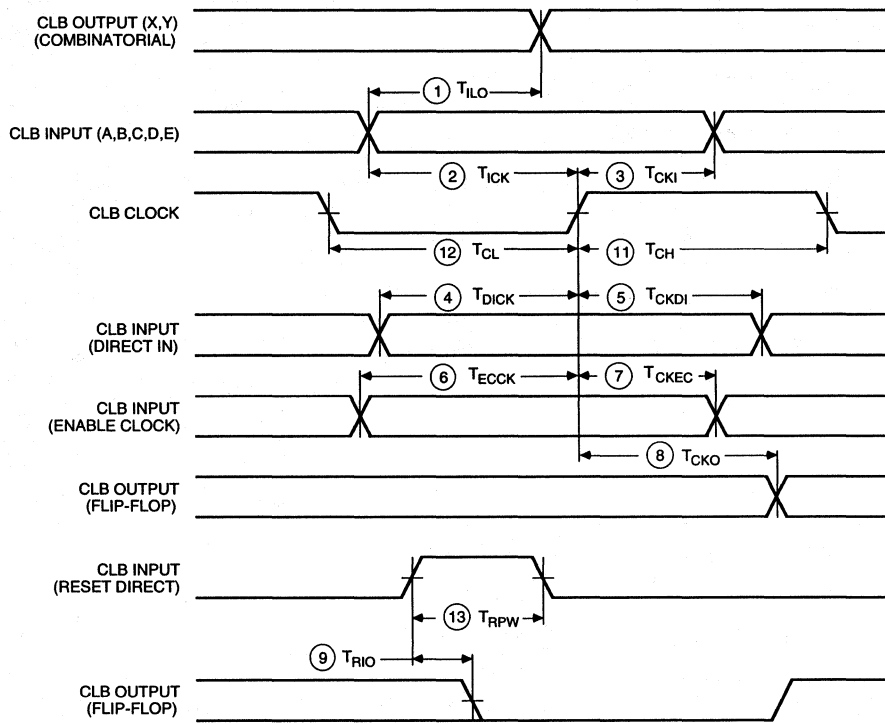 CLB OUTPUT (X,Y)
(COMBINATORIAL)
1 TILO
CLB INPUT (A,B,C,D,E)
2 TICK
3 TCKI
CLB CLOCK
12 TCL
11 TCH
4 TDICK
5 TCKDI
CLB INPUT
(DIRECT IN)
6 TECCK
7 TCKEC
CLB INPUT
(ENABLE CLOCK)
8 TCKO
CLB OUTPUT
(FLIP-FLOP)
CLB INPUT
(RESET DIRECT)
13 TRPW
9 TRIO
CLB OUTPUT
(FLIP-FLOP)